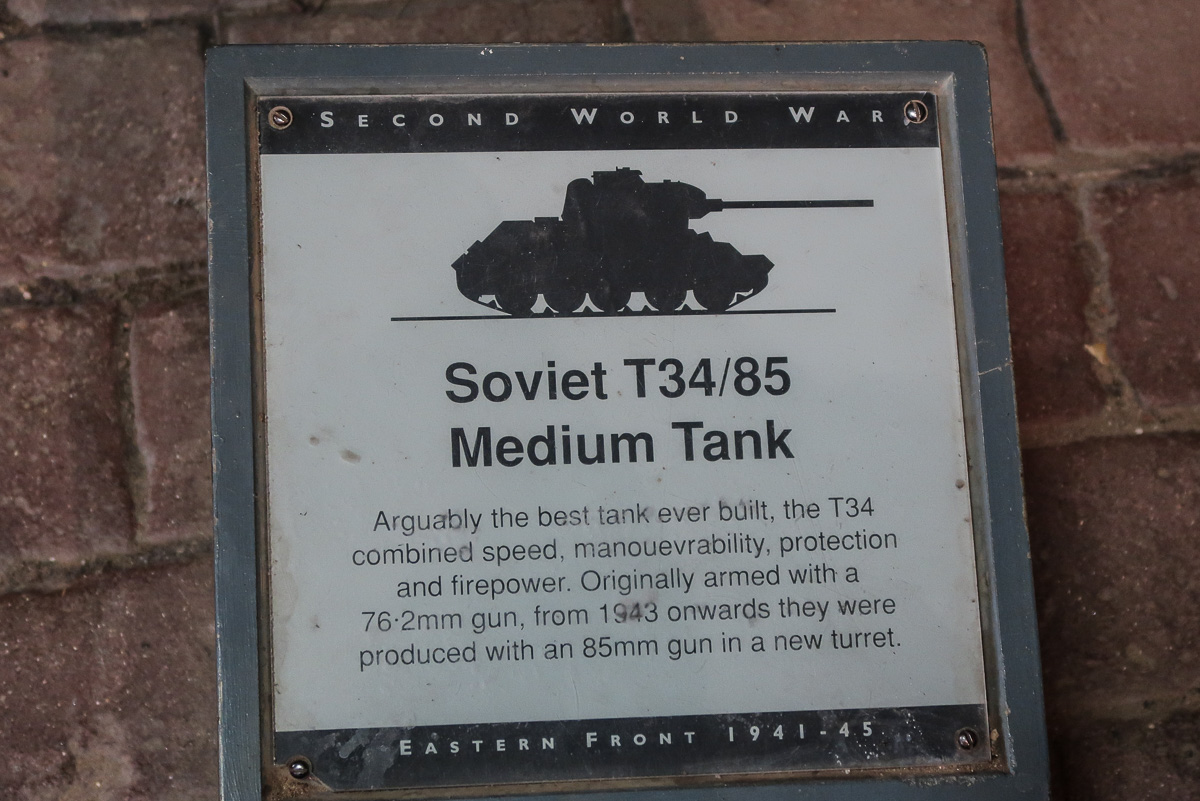 SECOND WORLD WAR
Soviet T34/85
Medium Tank
Arguably the best tank ever built, the T34
combined speed, manouevrability, protection
and firepower. Originally armed with a
76·2mm gun, from 1943 onwards they were
produced with an 85mm gun in a new turret.
EASTERN FRONT 1941-45